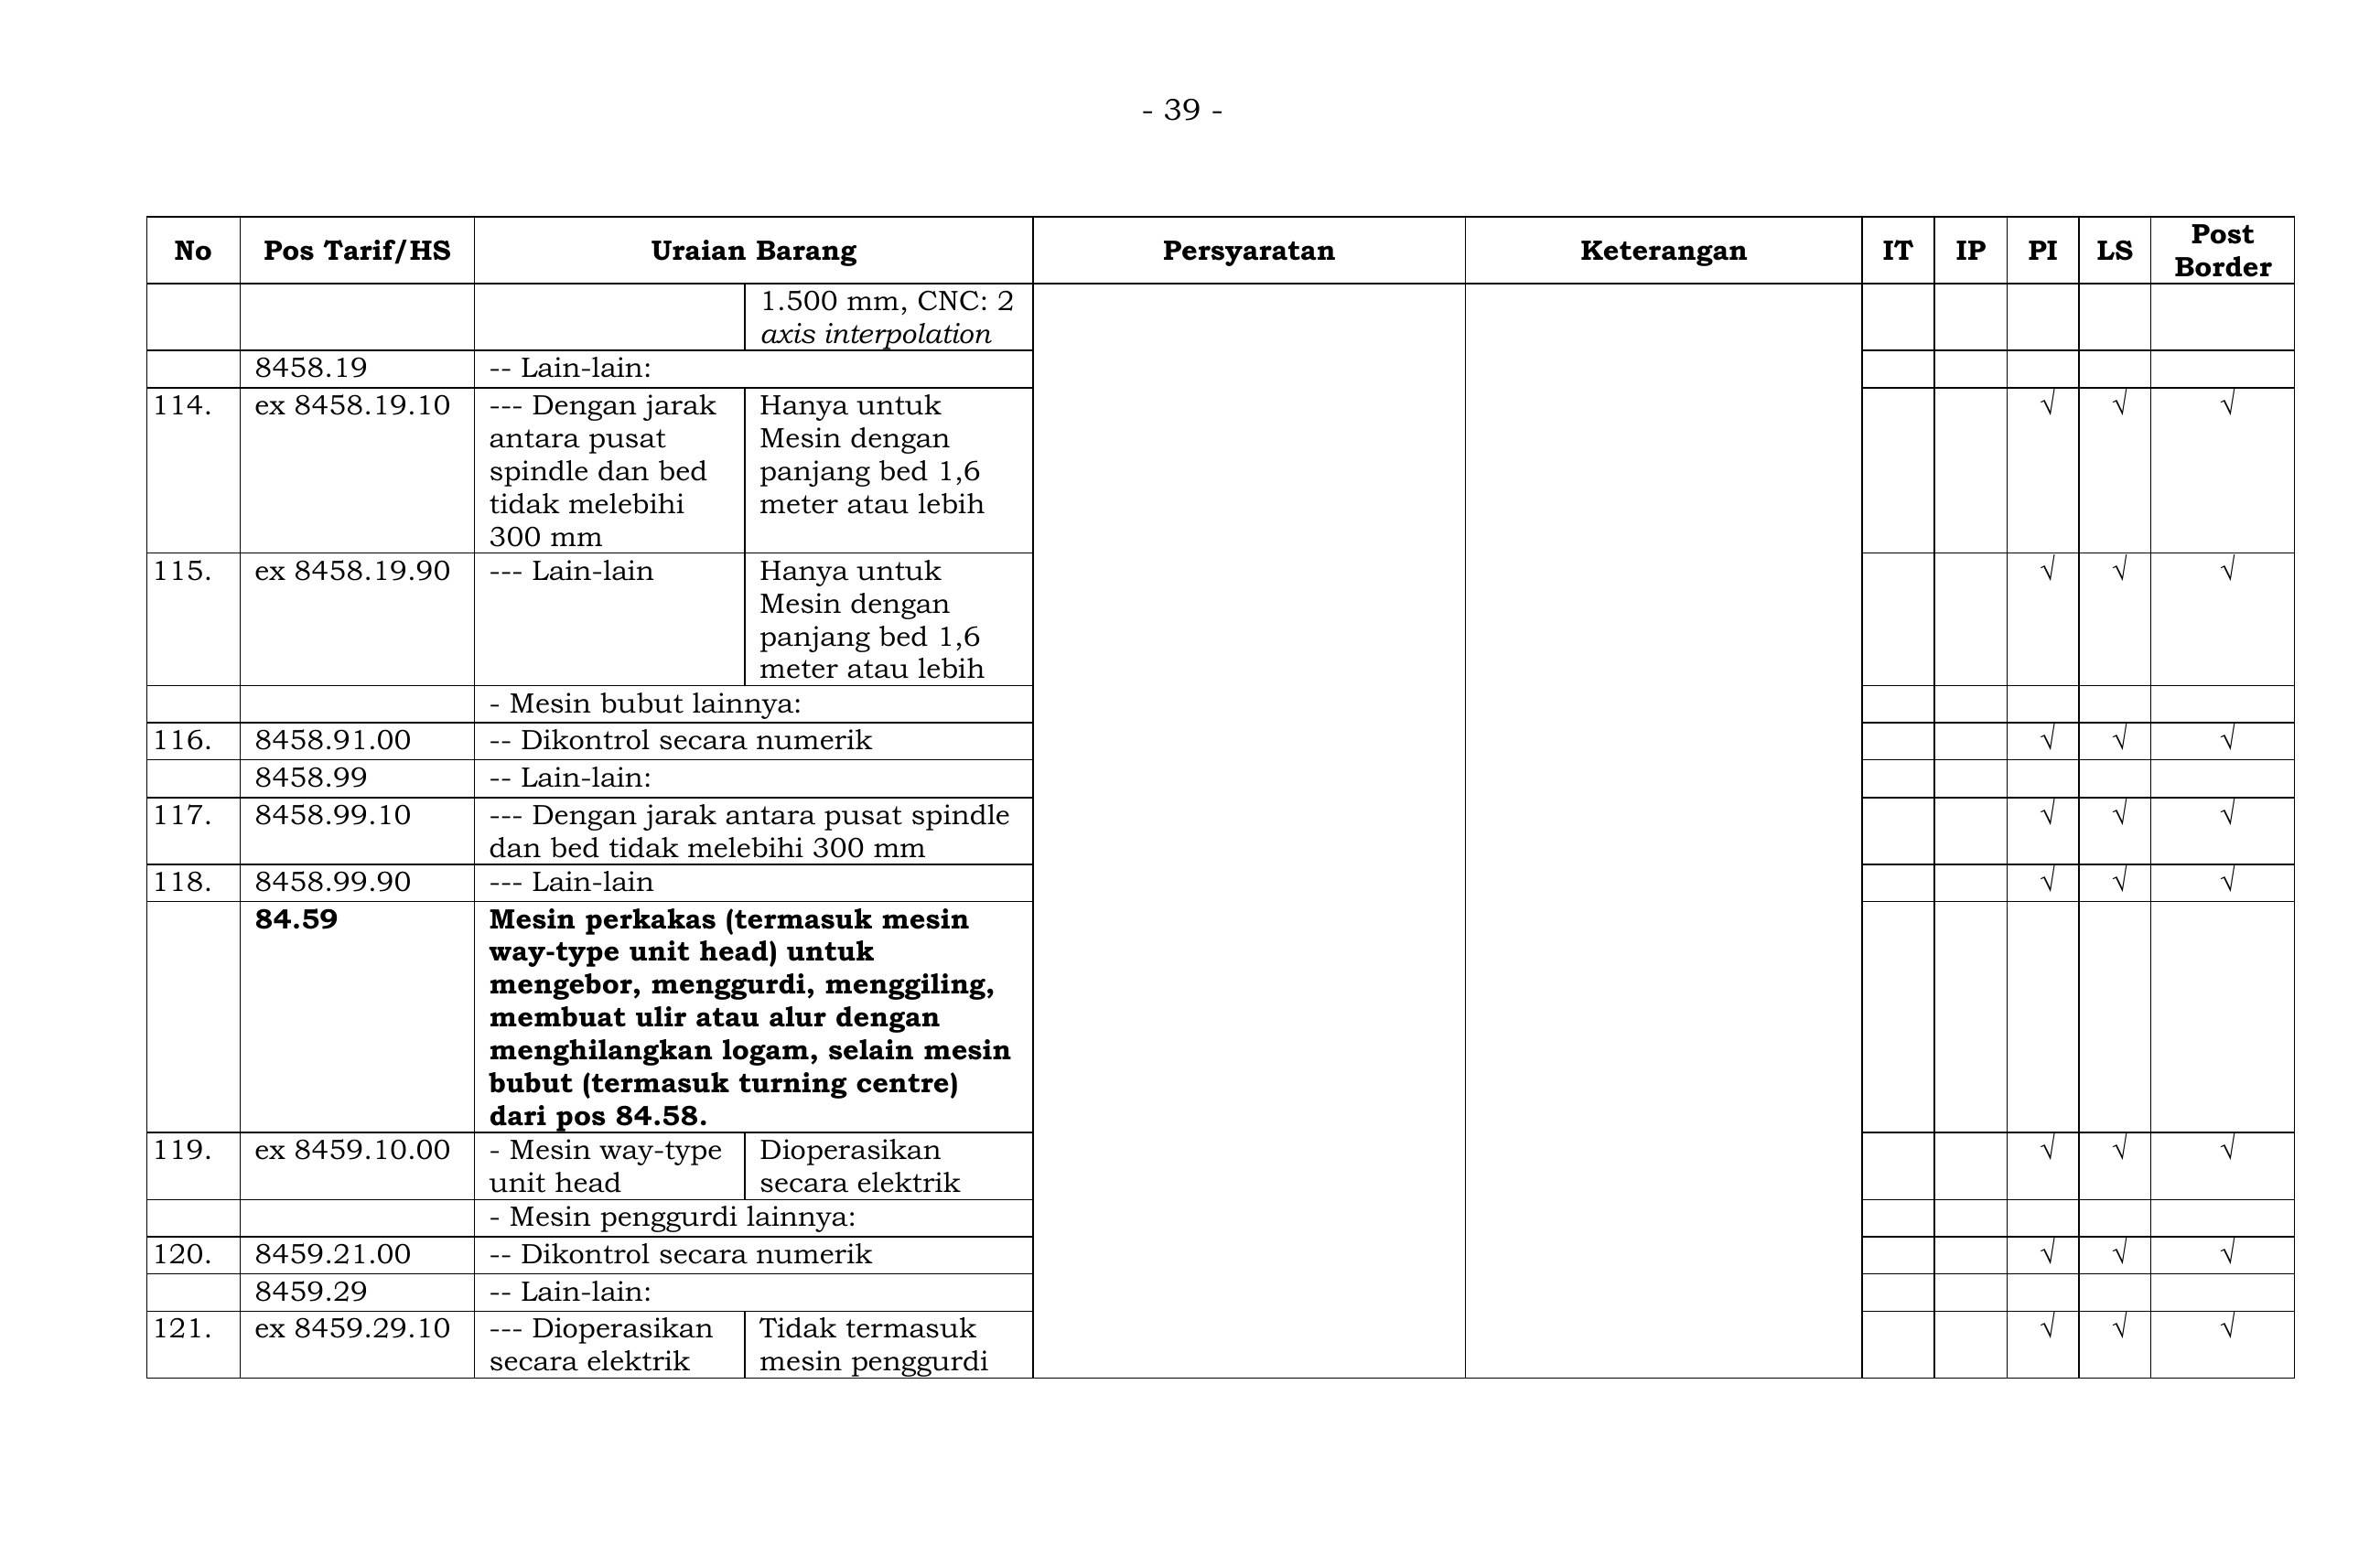 - 39 -
No Pos Tarif/HS Uraian Barang Persyaratan Keterangan IT IP PI LS Post Border
1.500 mm, CNC: 2
axis interpolation
8458.19 -- Lain-lain:
114. ex 8458.19.10 --- Dengan jarak Hanya untuk √ √ √
antara pusat Mesin dengan
spindle dan bed panjang bed 1,6
tidak melebihi meter atau lebih
300 mm
115. ex 8458.19.90 --- Lain-lain Hanya untuk √ √ √
Mesin dengan
panjang bed 1,6
meter atau lebih
- Mesin bubut lainnya:
116. 8458.91.00 -- Dikontrol secara numerik √ √ √
8458.99 -- Lain-lain:
117. 8458.99.10 --- Dengan jarak antara pusat spindle √ √ √
dan bed tidak melebihi 300 mm
118. 8458.99.90 --- Lain-lain √ √ √
84.59 Mesin perkakas (termasuk mesin
way-type unit head) untuk
mengebor, menggurdi, menggiling,
membuat ulir atau alur dengan
menghilangkan logam, selain mesin
bubut (termasuk turning centre)
dari pos 84.58.
119. ex 8459.10.00 - Mesin way-type Dioperasikan √ √ √
unit head secara elektrik
- Mesin penggurdi lainnya:
120. 8459.21.00 -- Dikontrol secara numerik √ √ √
8459.29 -- Lain-lain:
121. ex 8459.29.10 --- Dioperasikan Tidak termasuk √ √ √
secara elektrik mesin penggurdi